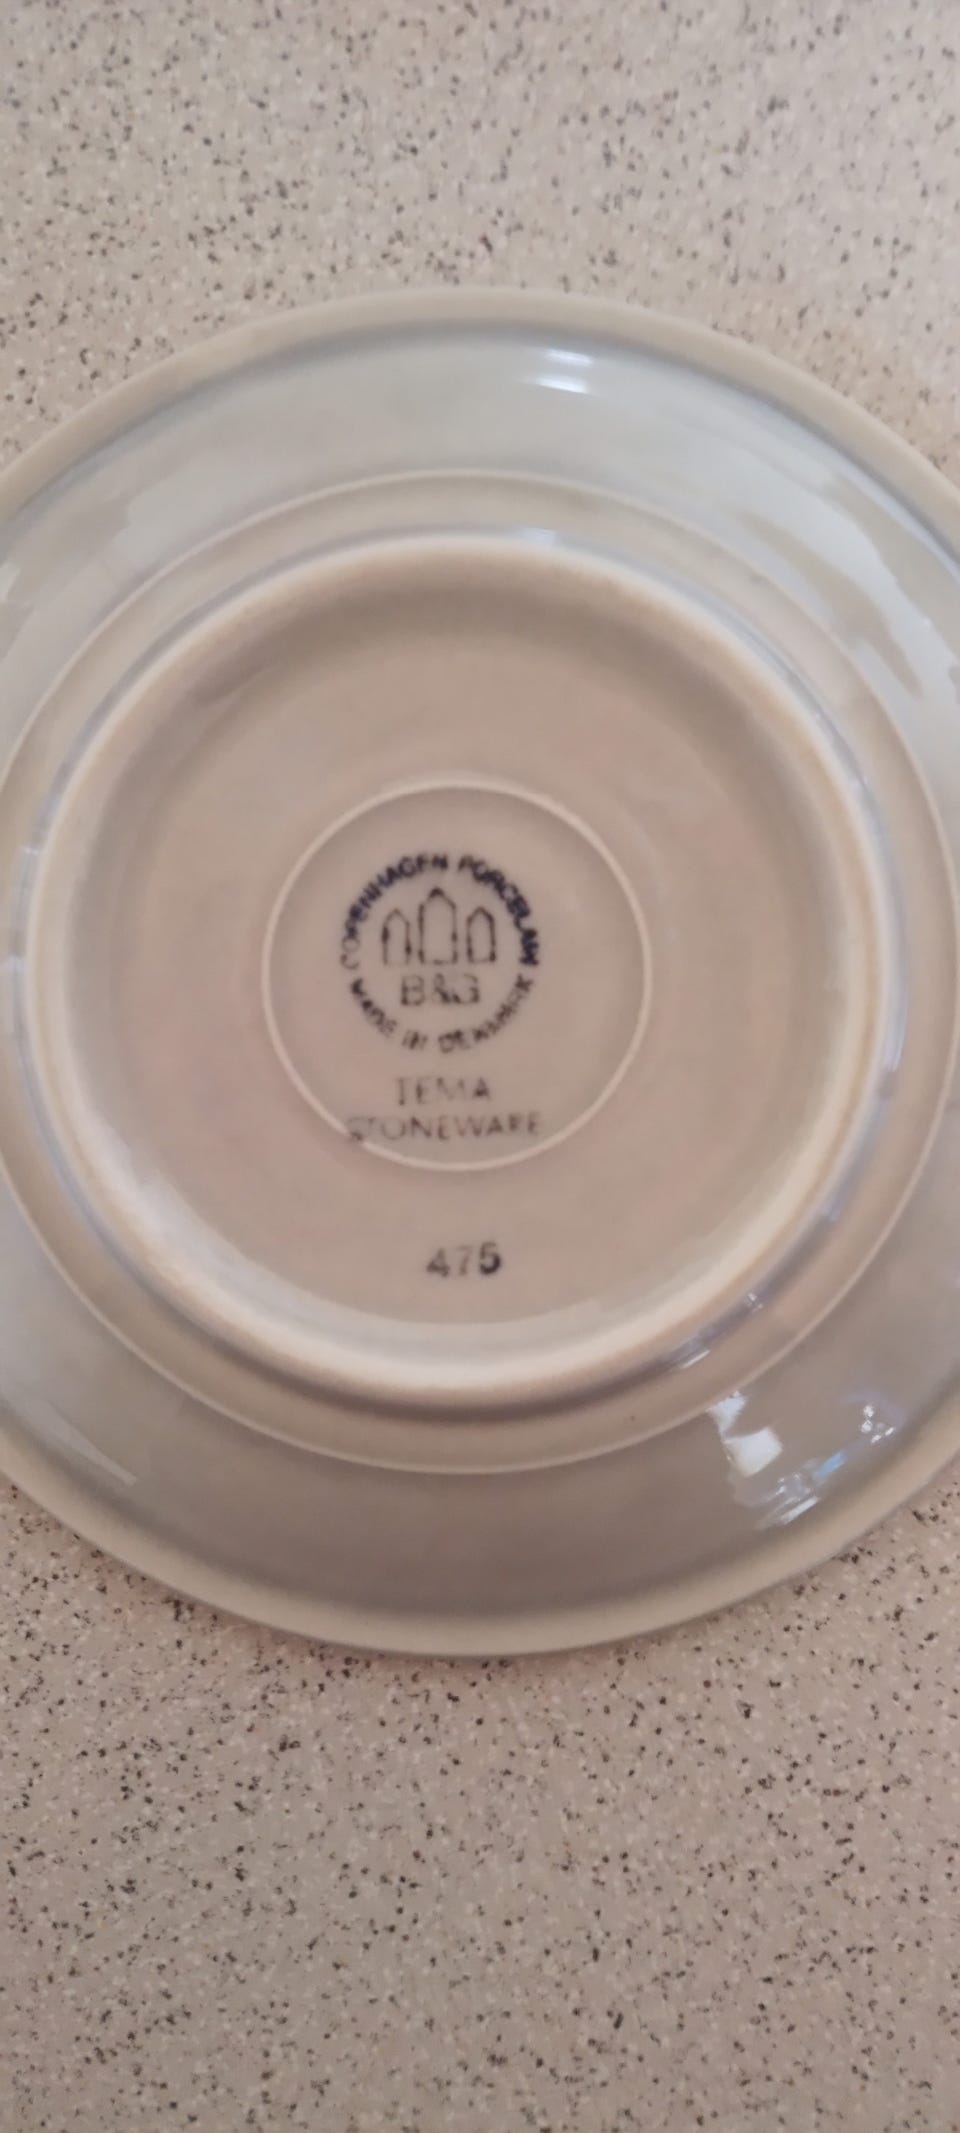 COPENHAGEN PORCELAIN
B&G
MADE IN DENMARK
TEMA
STONEWARE
475